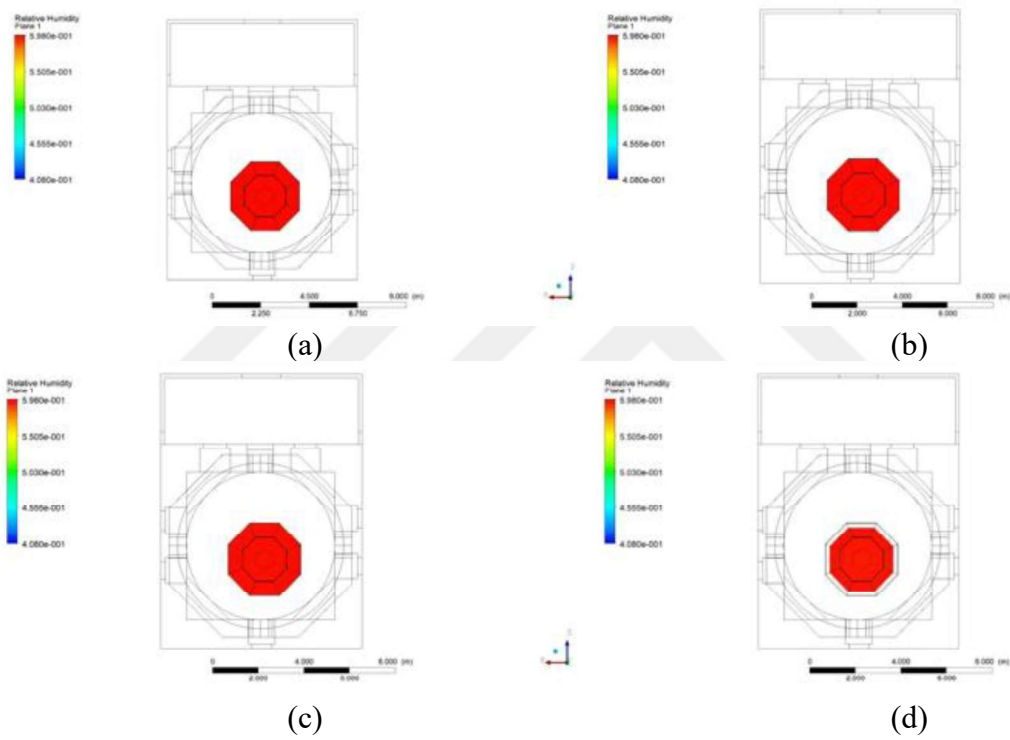 Relative Humidity
Plane 1
5.980e-001
5.505e-001
5.030e-001
4.555e-001
4.080e-001
0 4.500 9.000 (m)
2.250 6.750
(a)
Relative Humidity
Plane 1
5.980e-001
5.505e-001
5.030e-001
4.555e-001
4.080e-001
0 4.000 8.000 (m)
2.000 6.000
(b)
Relative Humidity
Plane 1
5.980e-001
5.505e-001
5.030e-001
4.555e-001
4.080e-001
0 4.000 8.000 (m)
2.000 6.000
(c)
Relative Humidity
Plane 1
5.980e-001
5.505e-001
5.030e-001
4.555e-001
4.080e-001
0 4.000 8.000 (m)
2.000 6.000
(d)